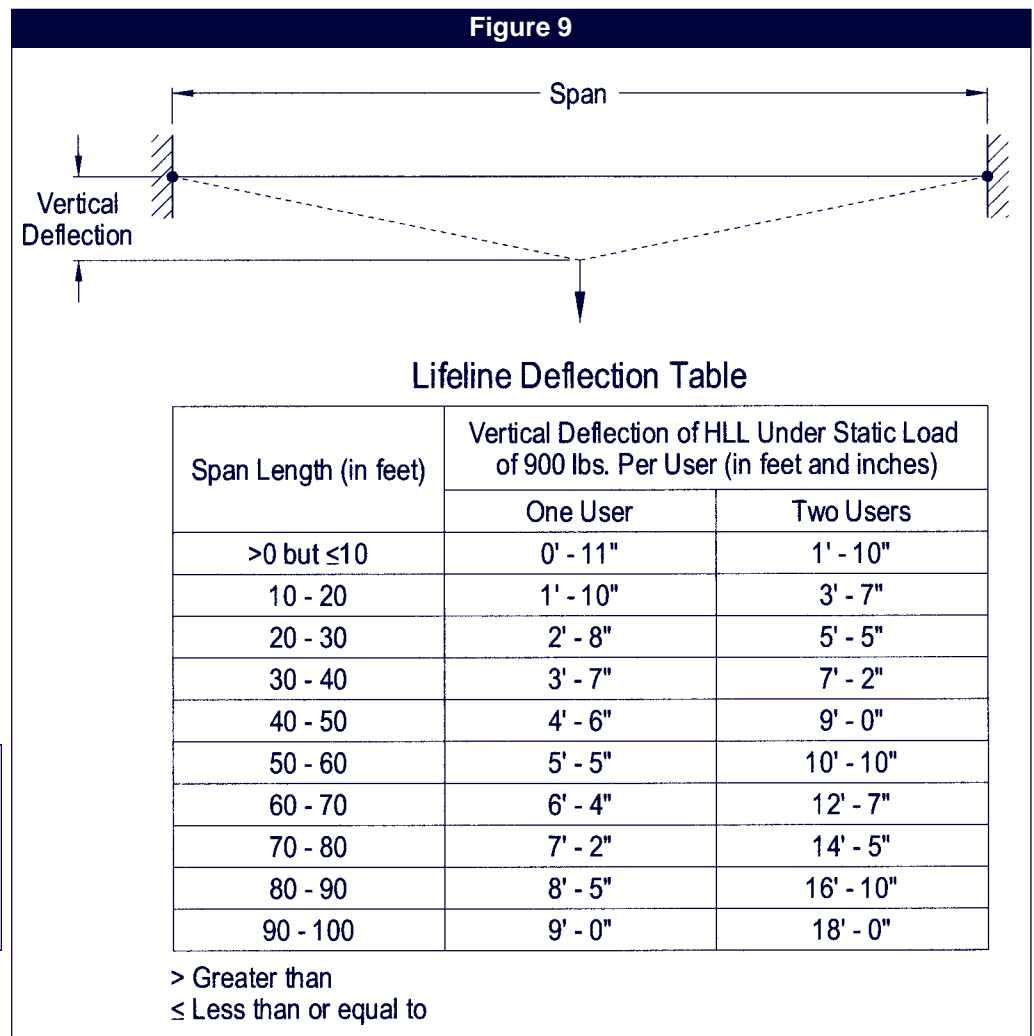 Figure 9
Span
Vertical
Deflection
Lifeline Deflection Table
Span Length (in feet)
Vertical Deflection of HLL Under Static Load
of 900 lbs. Per User (in feet and inches)
One User Two Users
>0 but ≤10 0' - 11" 1' - 10"
10 - 20 1' - 10" 3' - 7"
20 - 30 2' - 8" 5' - 5"
30 - 40 3' - 7" 7' - 2"
40 - 50 4' - 6" 9' - 0"
50 - 60 5' - 5" 10' - 10"
60 - 70 6' - 4" 12' - 7"
70 - 80 7' - 2" 14' - 5"
80 - 90 8' - 5" 16' - 10"
90 - 100 9' - 0" 18' - 0"
> Greater than
≤ Less than or equal to